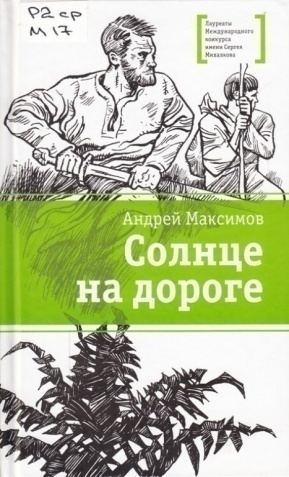 Р2 ср
М 17
Лауреаты
Международного
конкурса
имени Сергея
Михалкова
Андрей Максимов
Солнце
на дороге